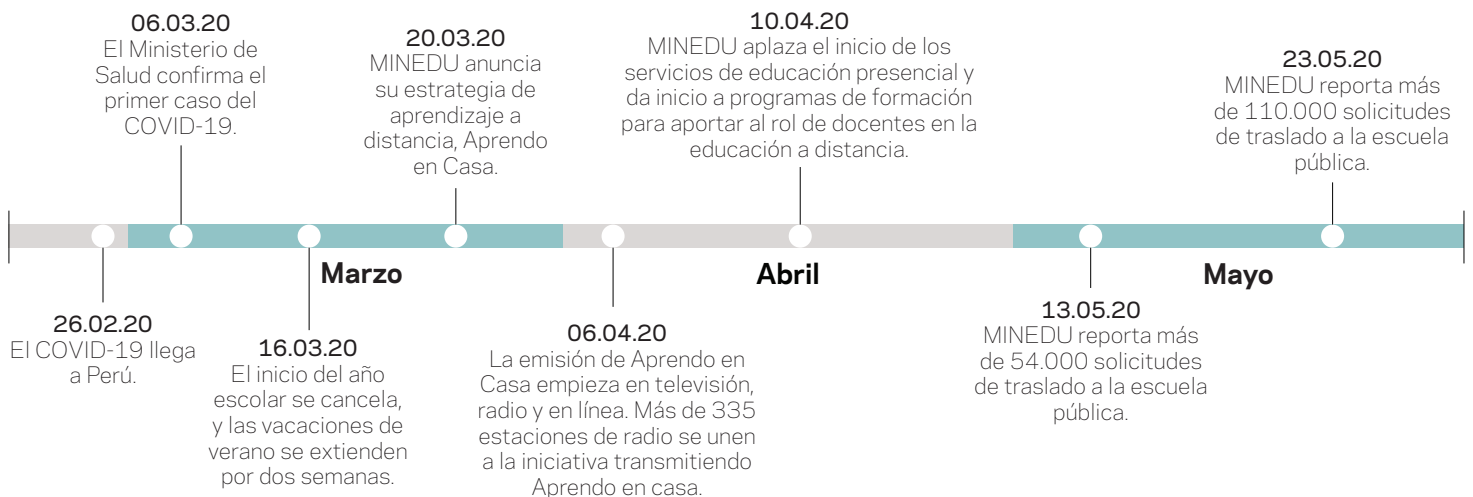 06.03.20
El Ministerio de
Salud confirma el
primer caso del
COVID-19.
20.03.20
MINEDU anuncia
su estrategia de
aprendizaje a
distancia, Aprendo
en Casa.
10.04.20
MINEDU aplaza el inicio de los
servicios de educación presencial y
da inicio a programas de formación
para aportar al rol de docentes en la
educación a distancia.
23.05.20
MINEDU reporta más
de 110.000 solicitudes
de traslado a la escuela
pública.
Marzo
Abril
Mayo
26.02.20
El COVID-19 llega
a Perú.
16.03.20
El inicio del año
escolar se cancela,
y las vacaciones de
verano se extienden
por dos semanas.
06.04.20
La emisión de Aprendo en
Casa empieza en televisión,
radio y en línea. Más de 335
estaciones de radio se unen
a la iniciativa transmitiendo
Aprendo en casa.
13.05.20
MINEDU reporta más
de 54.000 solicitudes
de traslado a la escuela
pública.